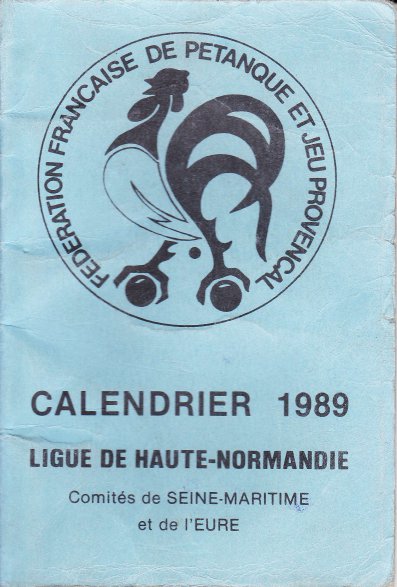 FEDERATION FRANCAISE DE PETANQUE ET JEU PROVENCAL
CALENDRIER 1989
LIGUE DE HAUTE-NORMANDIE
Comités de SEINE-MARITIME
et de l'EURE